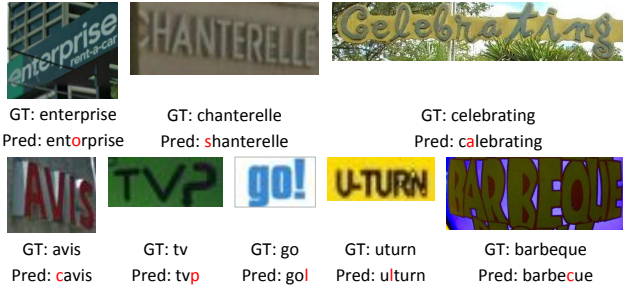 enterprise
rent-a-car
CHANTERELLE
Celebrating
GT: enterprise
Pred: entorprise
GT: chanterelle
Pred: shanterelle
GT: celebrating
Pred: calebrating
AVIS
TVP
go!
U-TURN
BARBEQUE
GT: avis
Pred: cavis
GT: tv
Pred: tvp
GT: go
Pred: gol
GT: uturn
Pred: ulturn
GT: barbeque
Pred: barbecue